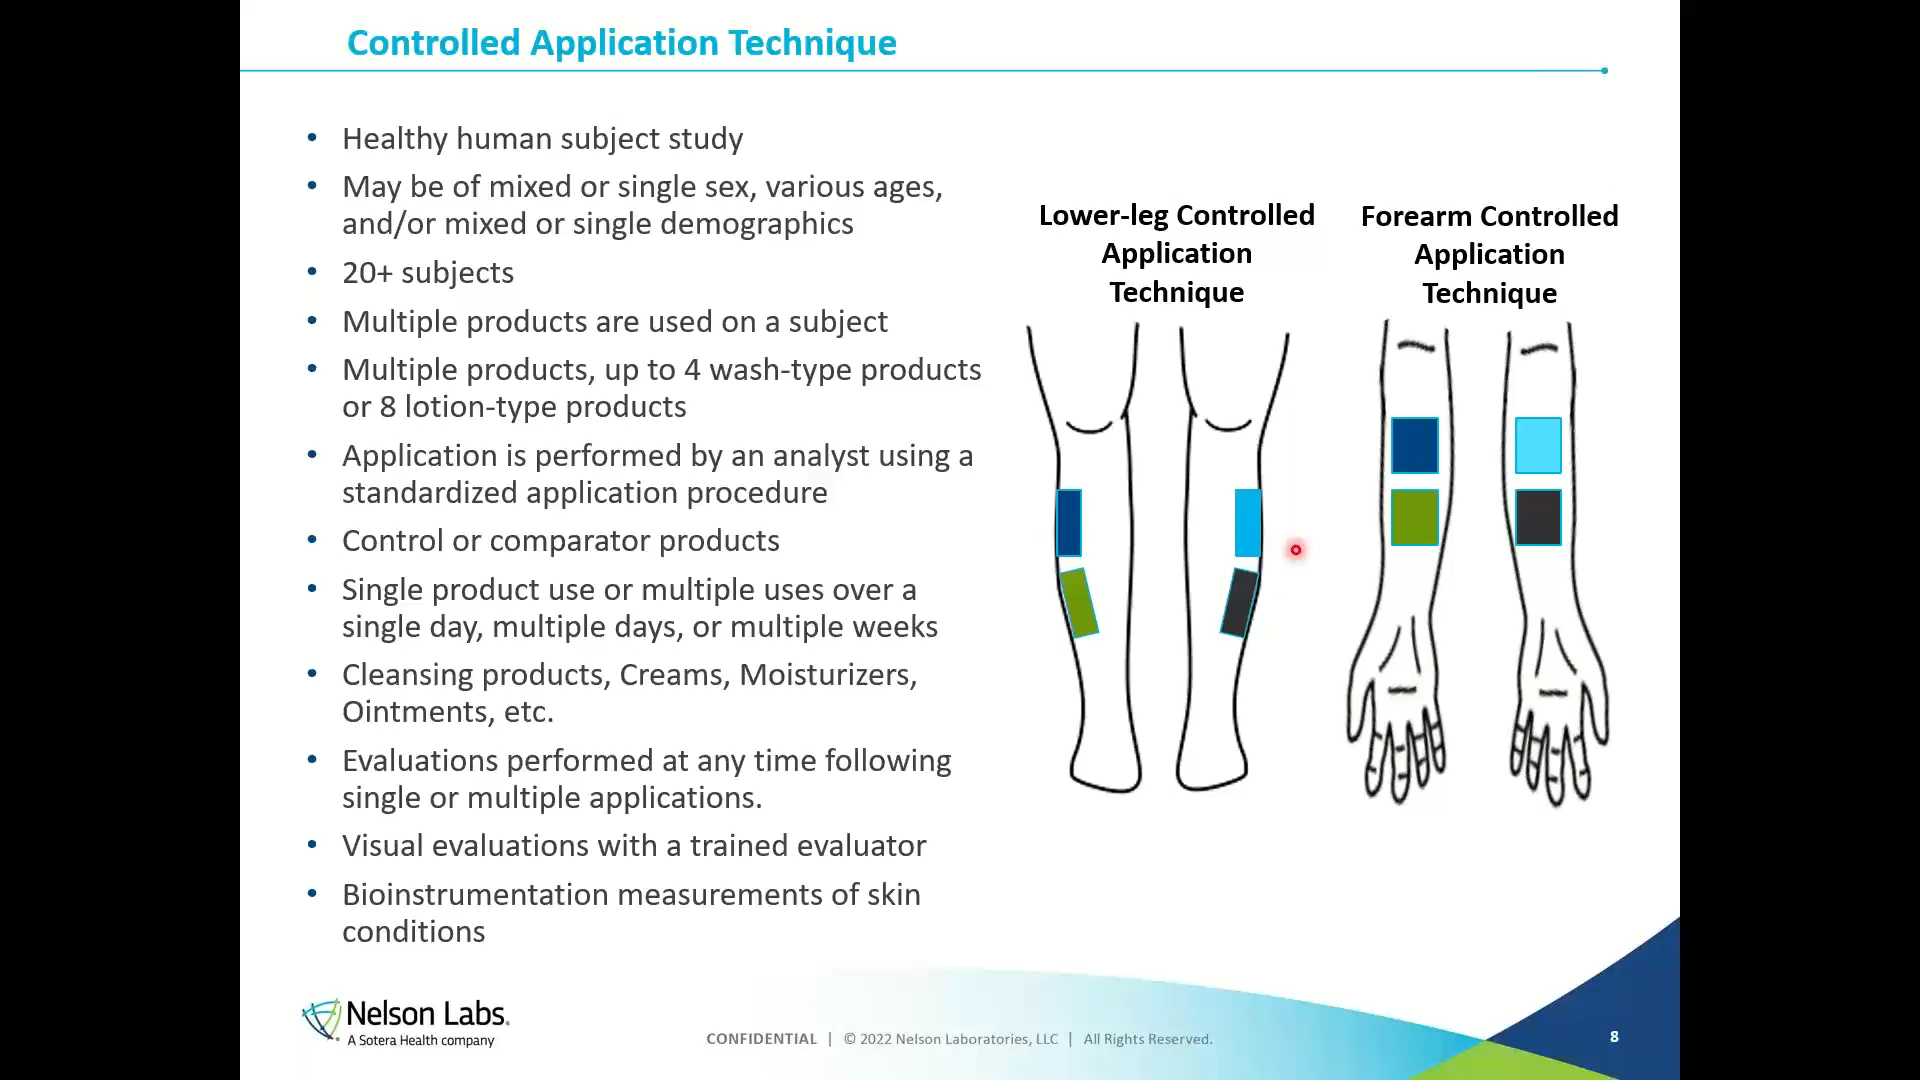 Controlled Application Technique
• Healthy human subject study
• May be of mixed or single sex, various ages,
and/or mixed or single demographics
• 20+ subjects
• Multiple products are used on a subject
• Multiple products, up to 4 wash-type products
or 8 lotion-type products
• Application is performed by an analyst using a
standardized application procedure
• Control or comparator products
• Single product use or multiple uses over a
single day, multiple days, or multiple weeks
• Cleansing products, Creams, Moisturizers,
Ointments, etc.
• Evaluations performed at any time following
single or multiple applications.
• Visual evaluations with a trained evaluator
• Bioinstrumentation measurements of skin
conditions
Lower-leg Controlled
Application
Technique
Forearm Controlled
Application
Technique
Nelson Labs.
A Sotera Health company
CONFIDENTIAL | © 2022 Nelson Laboratories, LLC | All Rights Reserved.
8